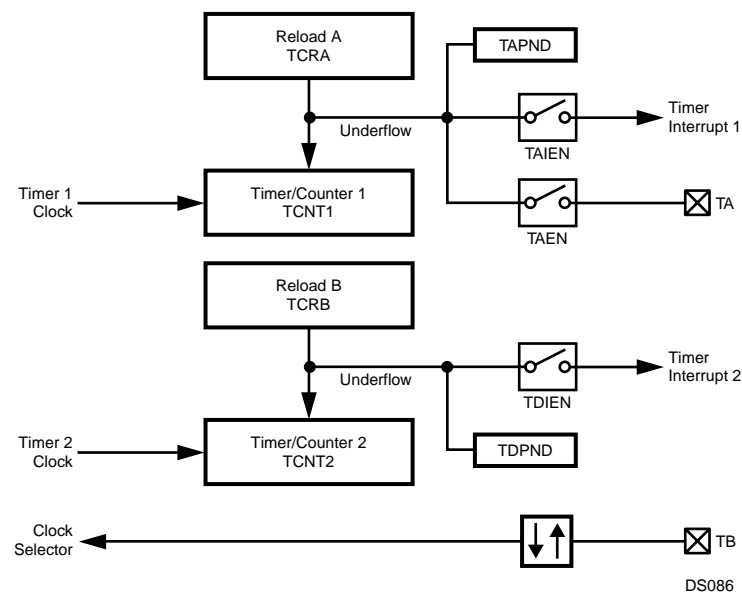 Reload A
TCRA
TAPND
Timer
Interrupt 1
Underflow
TAIEN
Timer 1
Clock
Timer/Counter 1
TCNT1
TA
TAEN
Reload B
TCRB
Timer
Interrupt 2
Underflow
TDIEN
Timer 2
Clock
Timer/Counter 2
TCNT2
TDPND
Clock
Selector
TB
DS086